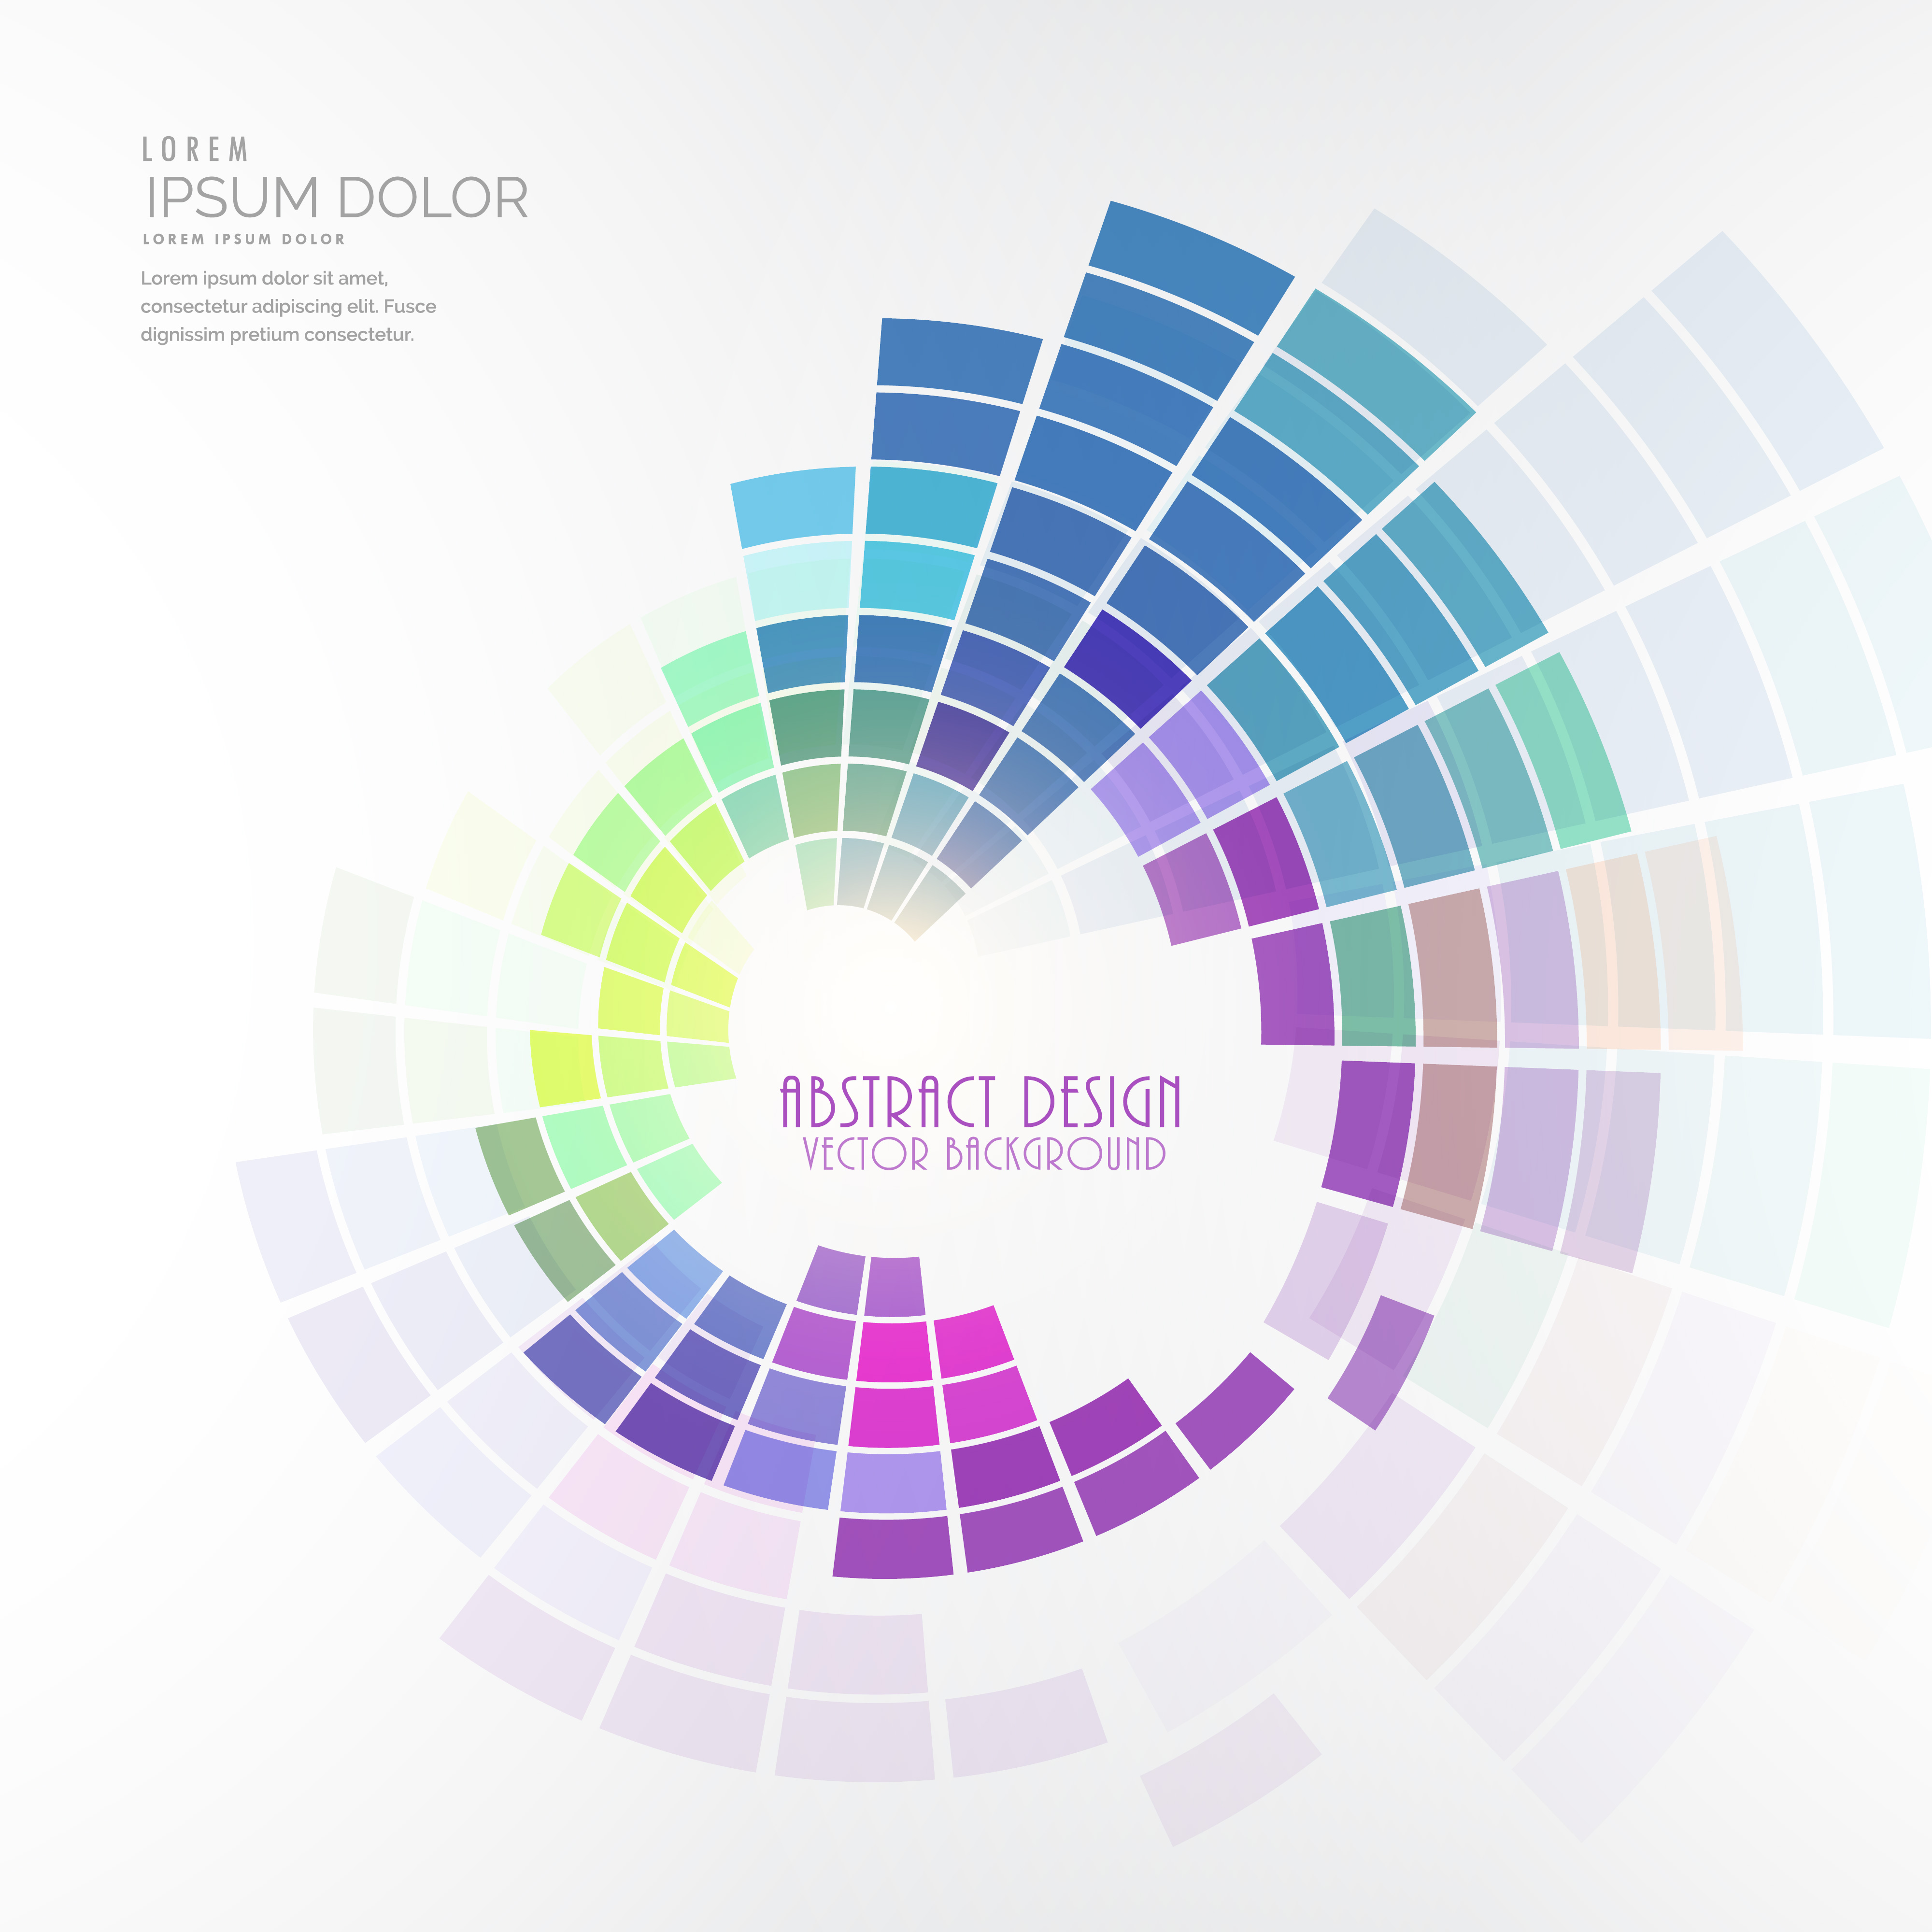 LOREM
IPSUM DOLOR
LOREM IPSUM DOLOR
Lorem ipsum dolor sit amet,
consectetur adipiscing elit. Fusce
dignissim pretium consectetur.
ABSTRACT DESIGN
VECTOR BACKGROUND